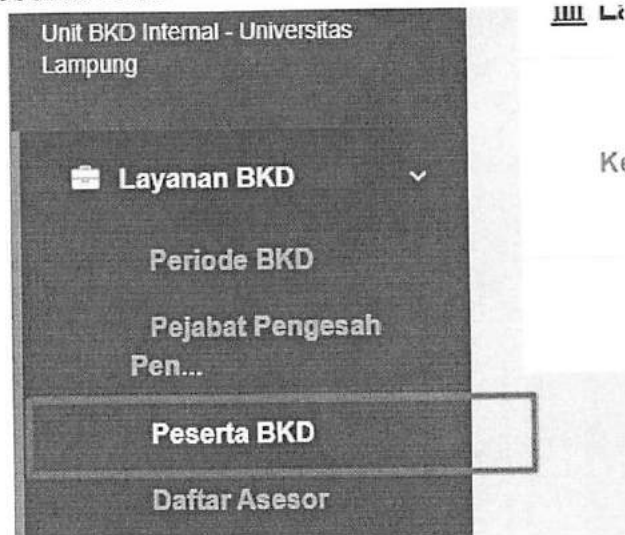 Unit BKD Internal - Universitas
Lampung
Layanan BKD
Periode BKD
Pejabat Pengesah
Pen...
Peserta BKD
Daftar Asesor